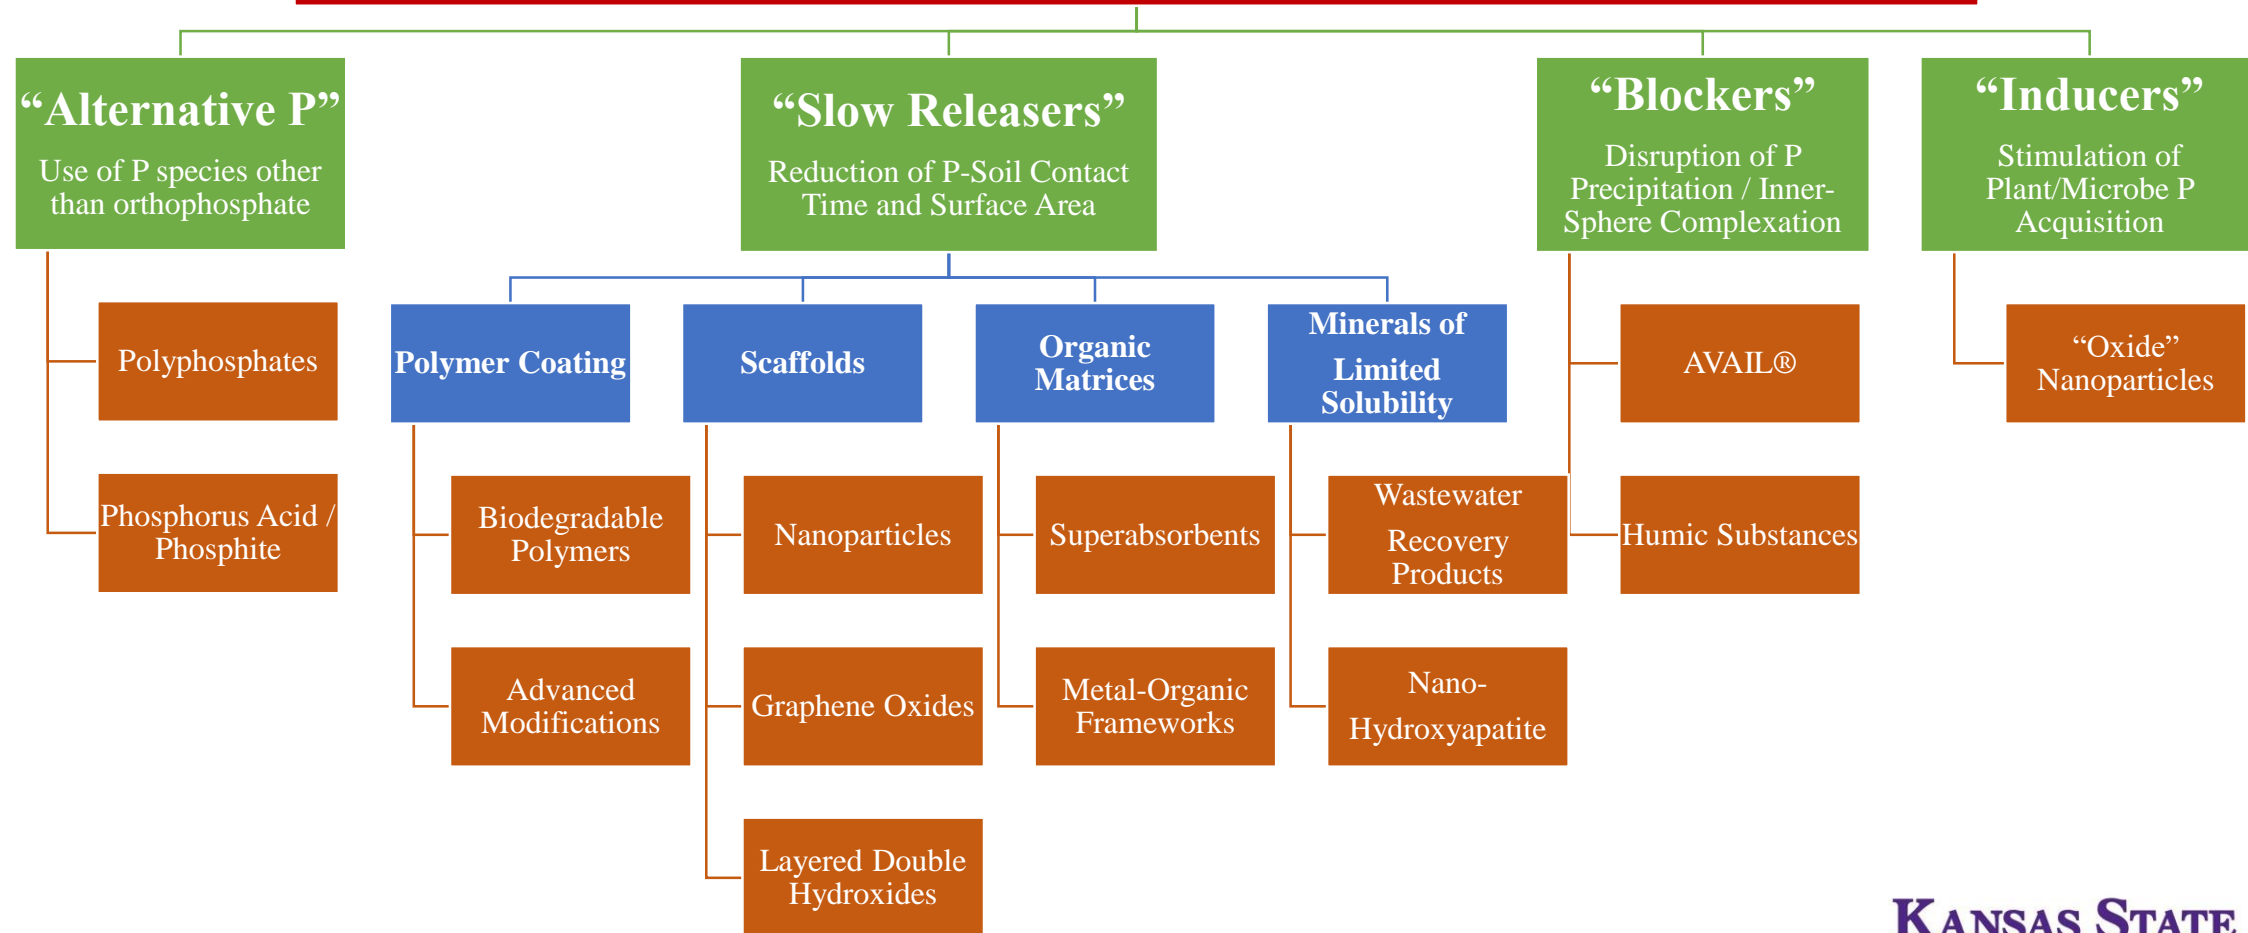 “Alternative P”
Use of P species other
than orthophosphate
“Slow Releasers”
Reduction of P-Soil Contact
Time and Surface Area
“Blockers”
Disruption of P
Precipitation / Inner-
Sphere Complexation
“Inducers”
Stimulation of
Plant/Microbe P
Acquisition
Polyphosphates
Phosphorus Acid /
Phosphite
Polymer Coating
Biodegradable
Polymers
Advanced
Modifications
Scaffolds
Nanoparticles
Graphene Oxides
Layered Double
Hydroxides
Organic
Matrices
Superabsorbents
Metal-Organic
Frameworks
Minerals of
Limited
Solubility
Wastewater
Recovery
Products
Nano-
Hydroxyapatite
AVAIL®
Humic Substances
“Oxide”
Nanoparticles
KANSAS STATE